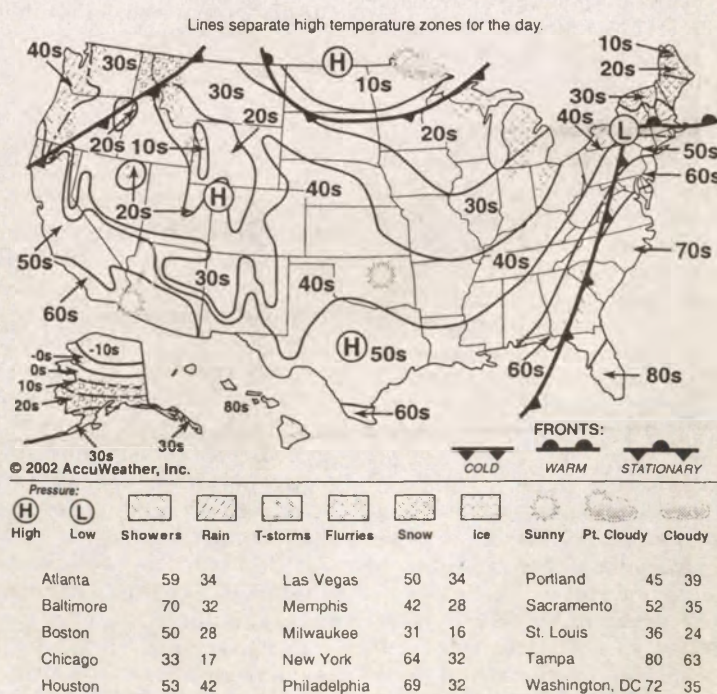 Lines separate high temperature zones for the day.
40s 30s 10s
20s
30s 10s 30s
20s 20s 40s
L
20s 10s 50s
H 60s
20s 40s 30s
50s 70s
30s 40s 40s
60s
H 50s
-0s -10s 60s 80s
0s
10s 80s 60s
20s
30s 30s FRONTS:
© 2002 AccuWeather, Inc. COLD WARM STATIONARY
Pressure:
H L
High Low Showers Rain T-storms Flurries Snow Ice Sunny Pt. Cloudy Cloudy
Atlanta 59 34 Las Vegas 50 34 Portland 45 39
Baltimore 70 32 Memphis 42 28 Sacramento 52 35
Boston 50 28 Milwaukee 31 16 St. Louis 36 24
Chicago 33 17 New York 64 32 Tampa 80 63
Houston 53 42 Philadelphia 69 32 Washington, DC 72 35